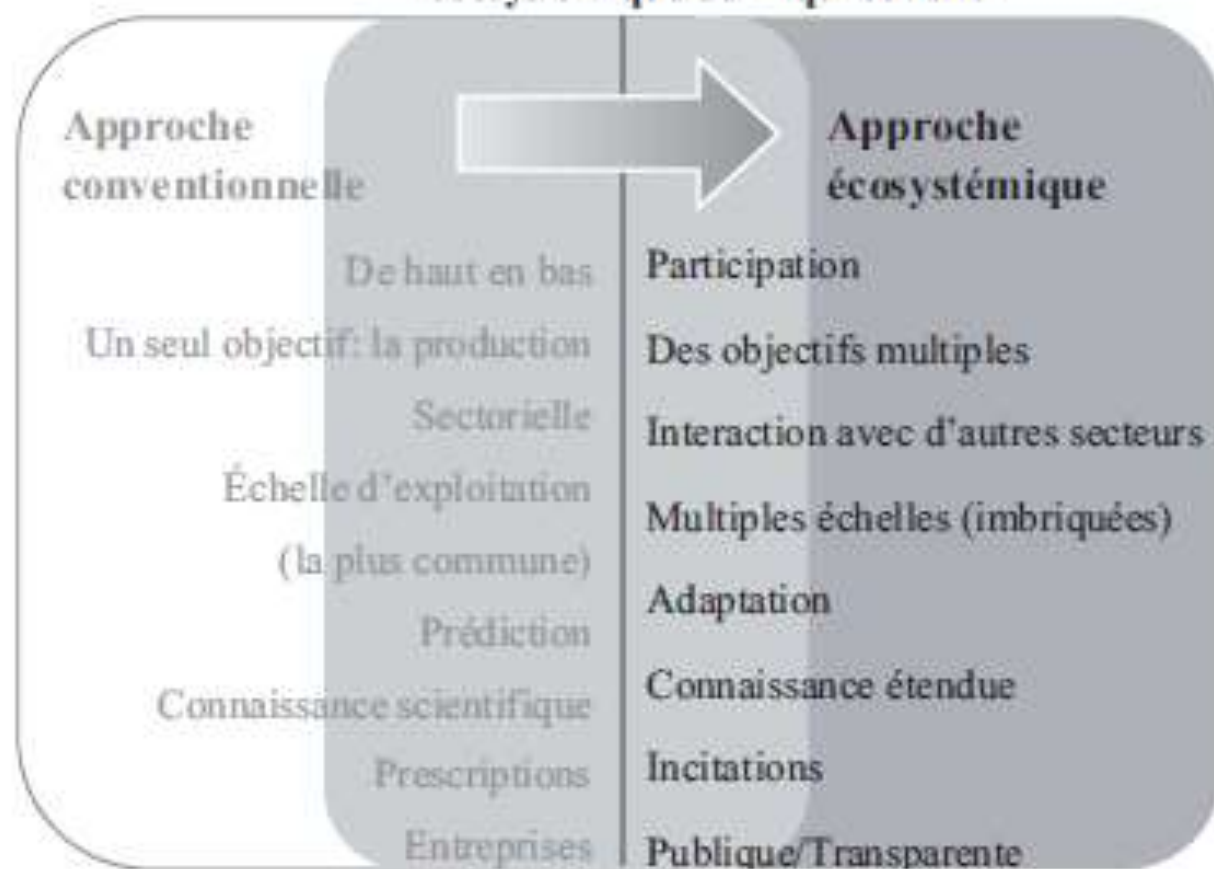 Approche
conventionnelle
Approche
écosystémique
De haut en bas
Participation
Un seul objectif: la production
Des objectifs multiples
Sectorielle
Interaction avec d'autres secteurs
Échelle d'exploitation
(la plus commune)
Multiples échelles (imbriquées)
Prédiction
Adaptation
Connaissance scientifique
Connaissance étendue
Prescriptions
Incitations
Entreprises
Publique/Transparente